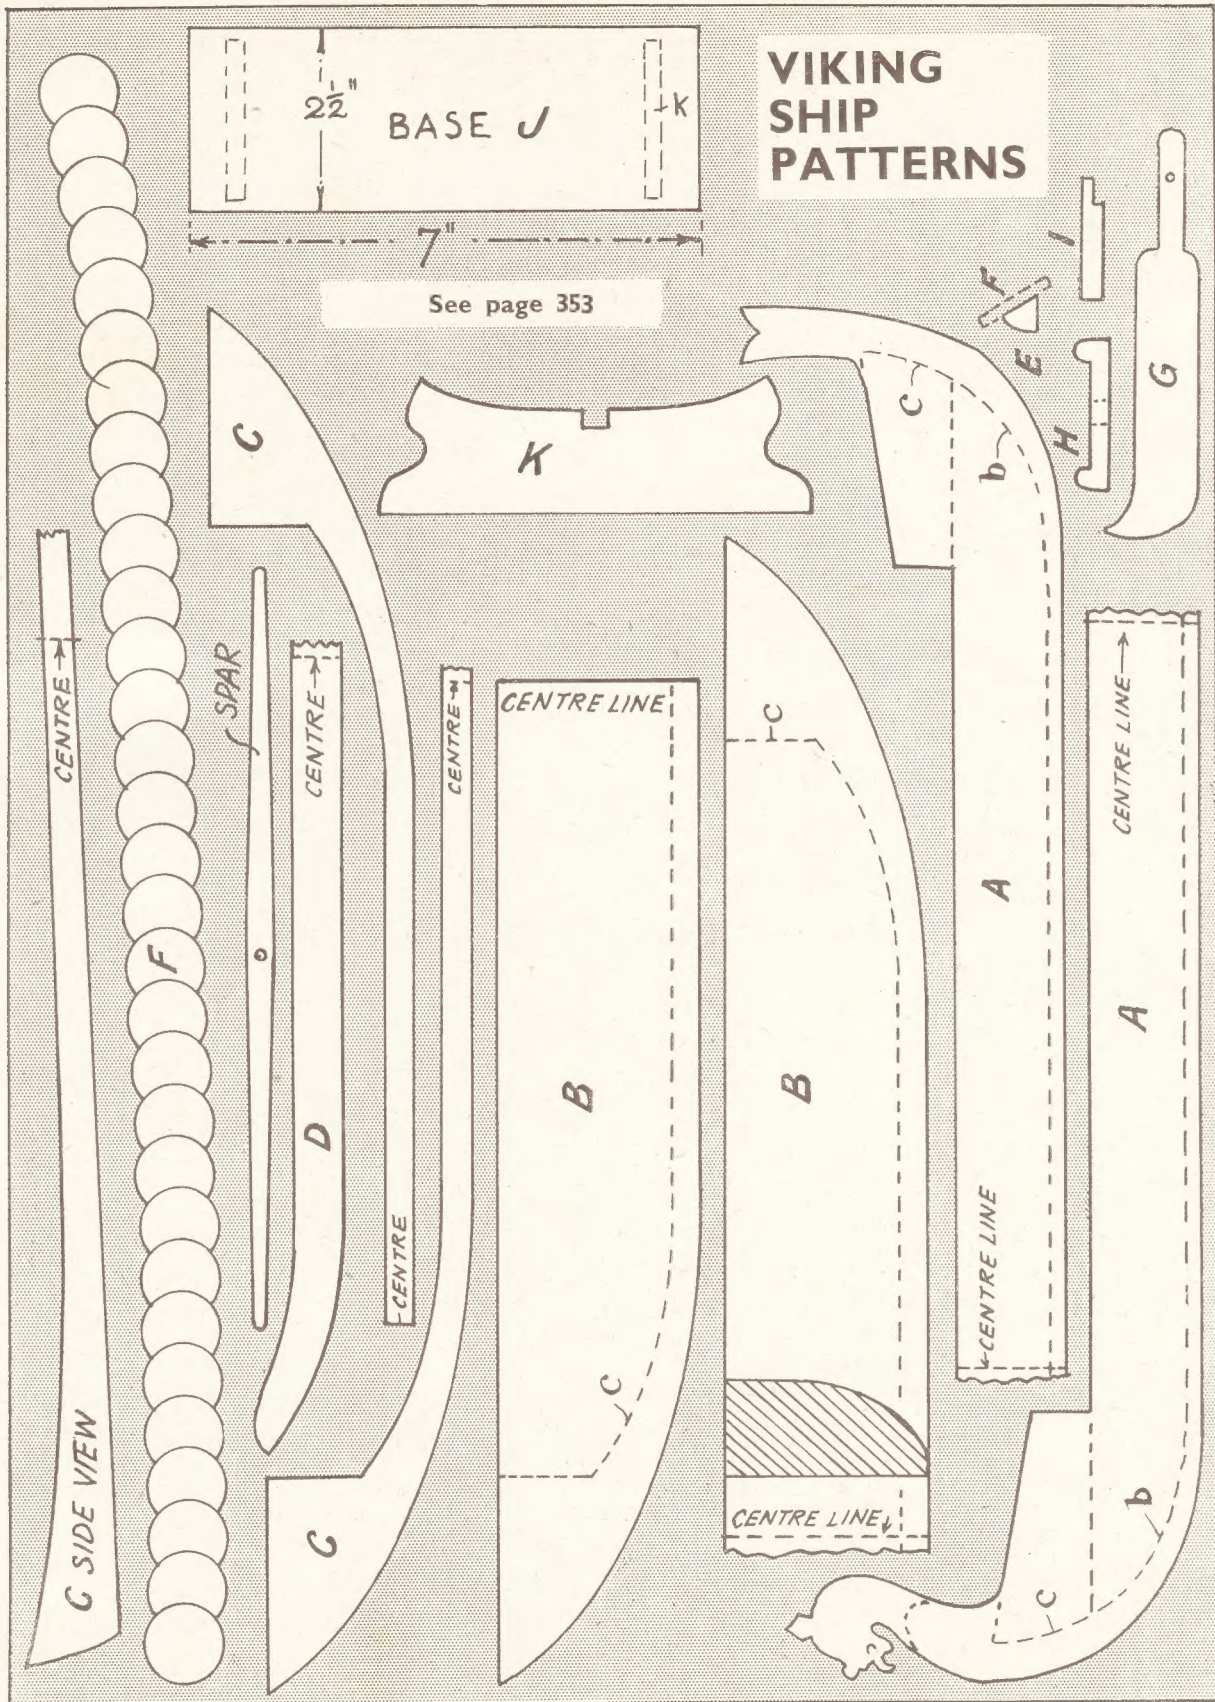 VIKING
SHIP
PATTERNS
2½"
BASE J
K
7"
See page 353
I
F
E
H
G
C
K
C
b
CENTRE
SPAR
CENTRE
CENTRE
CENTRE LINE
C
CENTRE LINE
A
A
F
B
B
D
CENTRE
CENTRE LINE
C
C SIDE VIEW
C
CENTRE LINE
b
C